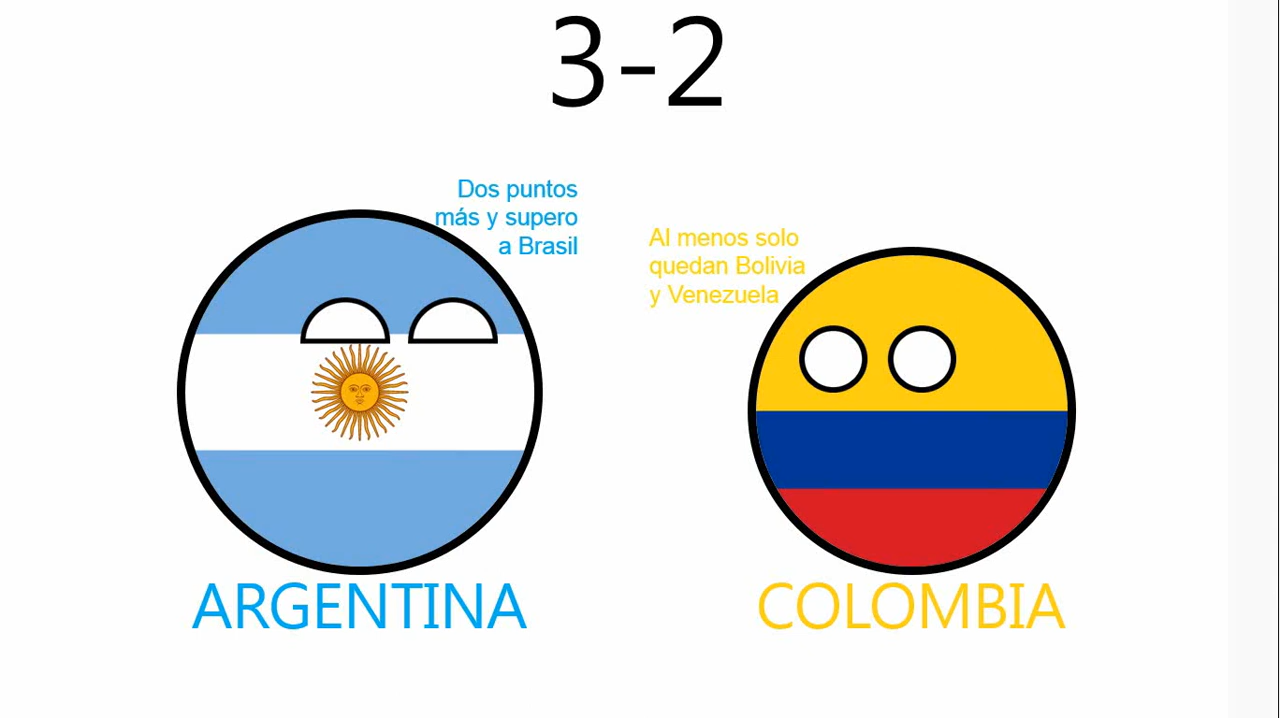 3-2
Dos puntos
más y supero
a Brasil
Al menos solo
quedan Bolivia
y Venezuela
ARGENTINA
COLOMBIA